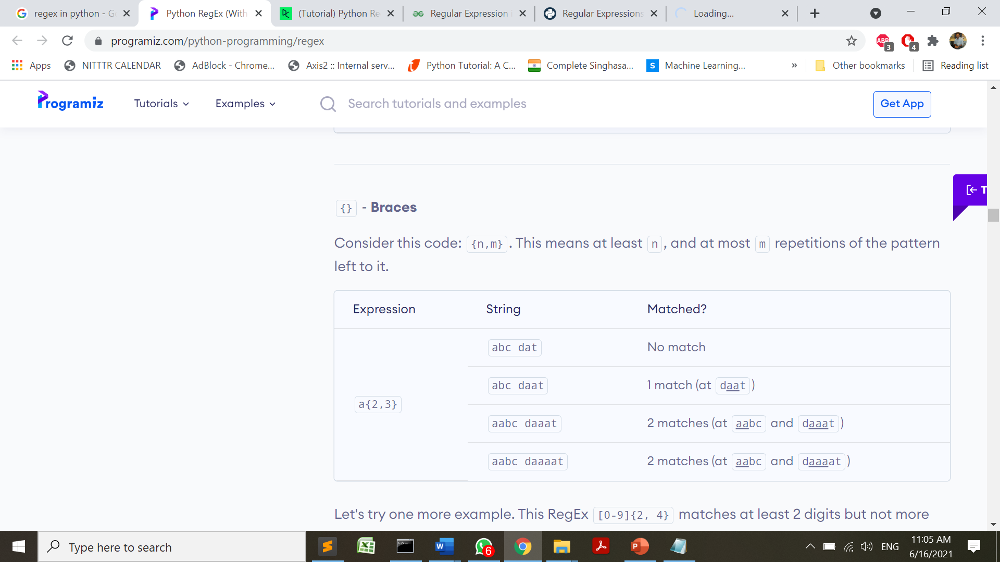 regex in python - Go
Python RegEx (With
(Tutorial) Python Re
Regular Expression i
Regular Expressions
Loading...
programiz.com/python-programming/regex
ABP
3
4
Apps
NITTTR CALENDAR
AdBlock - Chrome...
Axis2 :: Internal serv...
Python Tutorial: A C...
Complete Singhasa...
S
Machine Learning...
»
Other bookmarks
Reading list
Programiz
Tutorials
Examples
Search tutorials and examples
Get App
T
{} - Braces
Consider this code: {n,m}. This means at least n, and at most m repetitions of the pattern
left to it.
Expression String Matched?
abc dat No match
abc daat 1 match (at daat)
a{2,3}
aabc daaat 2 matches (at aabc and daaat)
aabc daaaat 2 matches (at aabc and daaaat)
Let's try one more example. This RegEx [0-9]{2, 4} matches at least 2 digits but not more
Type here to search
6
ENG
11:05 AM
6/16/2021